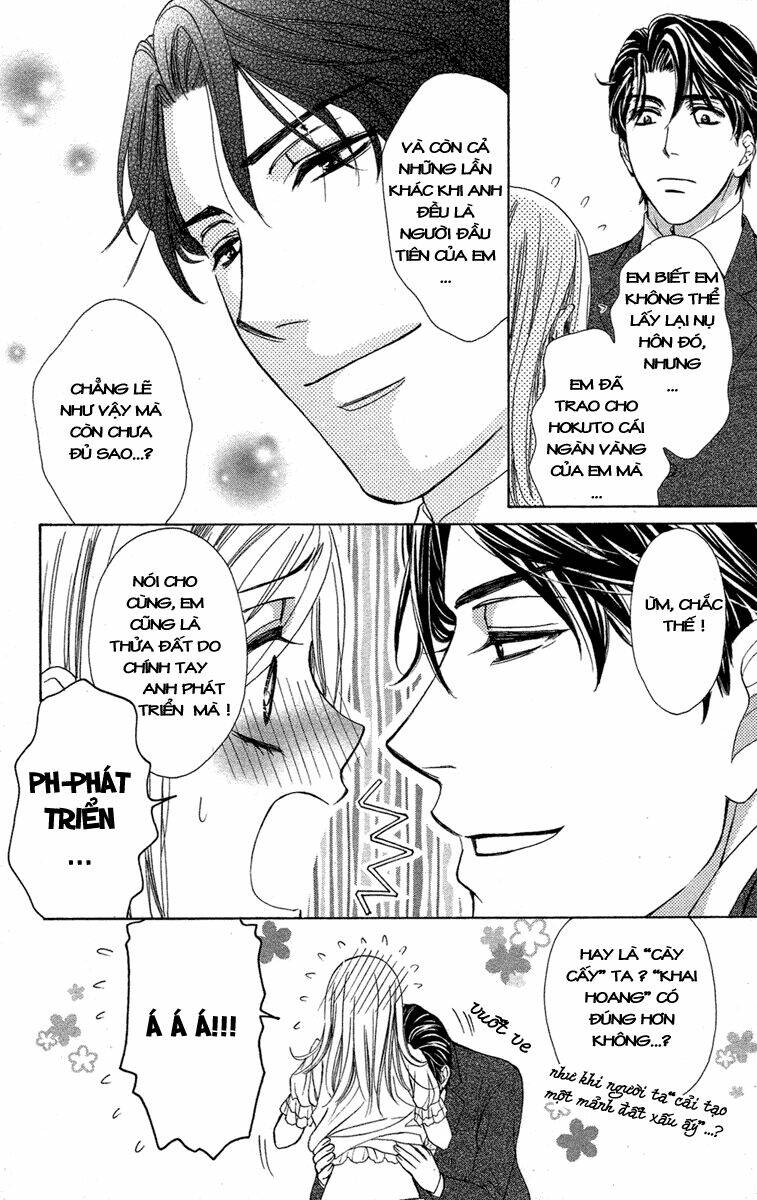 EM BIẾT EM
KHÔNG THỂ
LẤY LẠI NỤ
HÔN ĐÓ,
NHƯNG
...
EM ĐÃ
TRAO CHO
HOKUTO CÁI
NGÀN VÀNG
CỦA EM MÀ
...
VÀ CÒN CẢ
NHỮNG LẦN
KHÁC KHI ANH
ĐỀU LÀ
NGƯỜI ĐẦU
TIÊN CỦA EM
...
CHẲNG LẼ
NHƯ VẬY MÀ
CÒN CHƯA
ĐỦ SAO...?
ỪM, CHẮC
THẾ !
NÓI CHO
CÙNG, EM
CŨNG LÀ
THỬA ĐẤT DO
CHÍNH TAY
ANH PHÁT
TRIỂN MÀ !
PH-PHÁT
TRIỂN
...
HAY LÀ "CÀY
CẤY" TA ? "KHAI
HOANG" CÓ
ĐÚNG HƠN
KHÔNG...?
như khi người ta "cải tạo
một mảnh đất xấu ấy"...?
vuốt ve
Á Á Á!!!